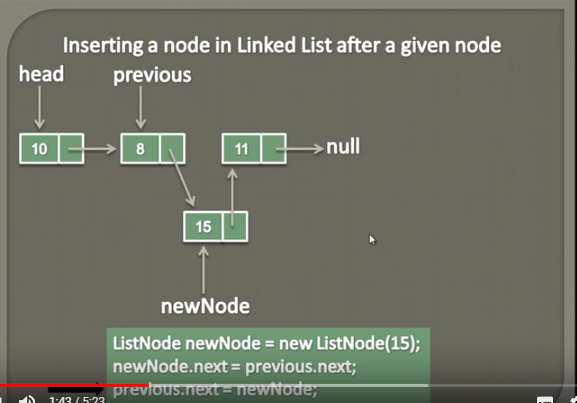 Inserting a node in Linked List after a given node
head previous
10 8 11 null
15
newNode
ListNode newNode = new ListNode(15);
newNode.next = previous.next;
previous.next = newNode;
1:43 / 5:23